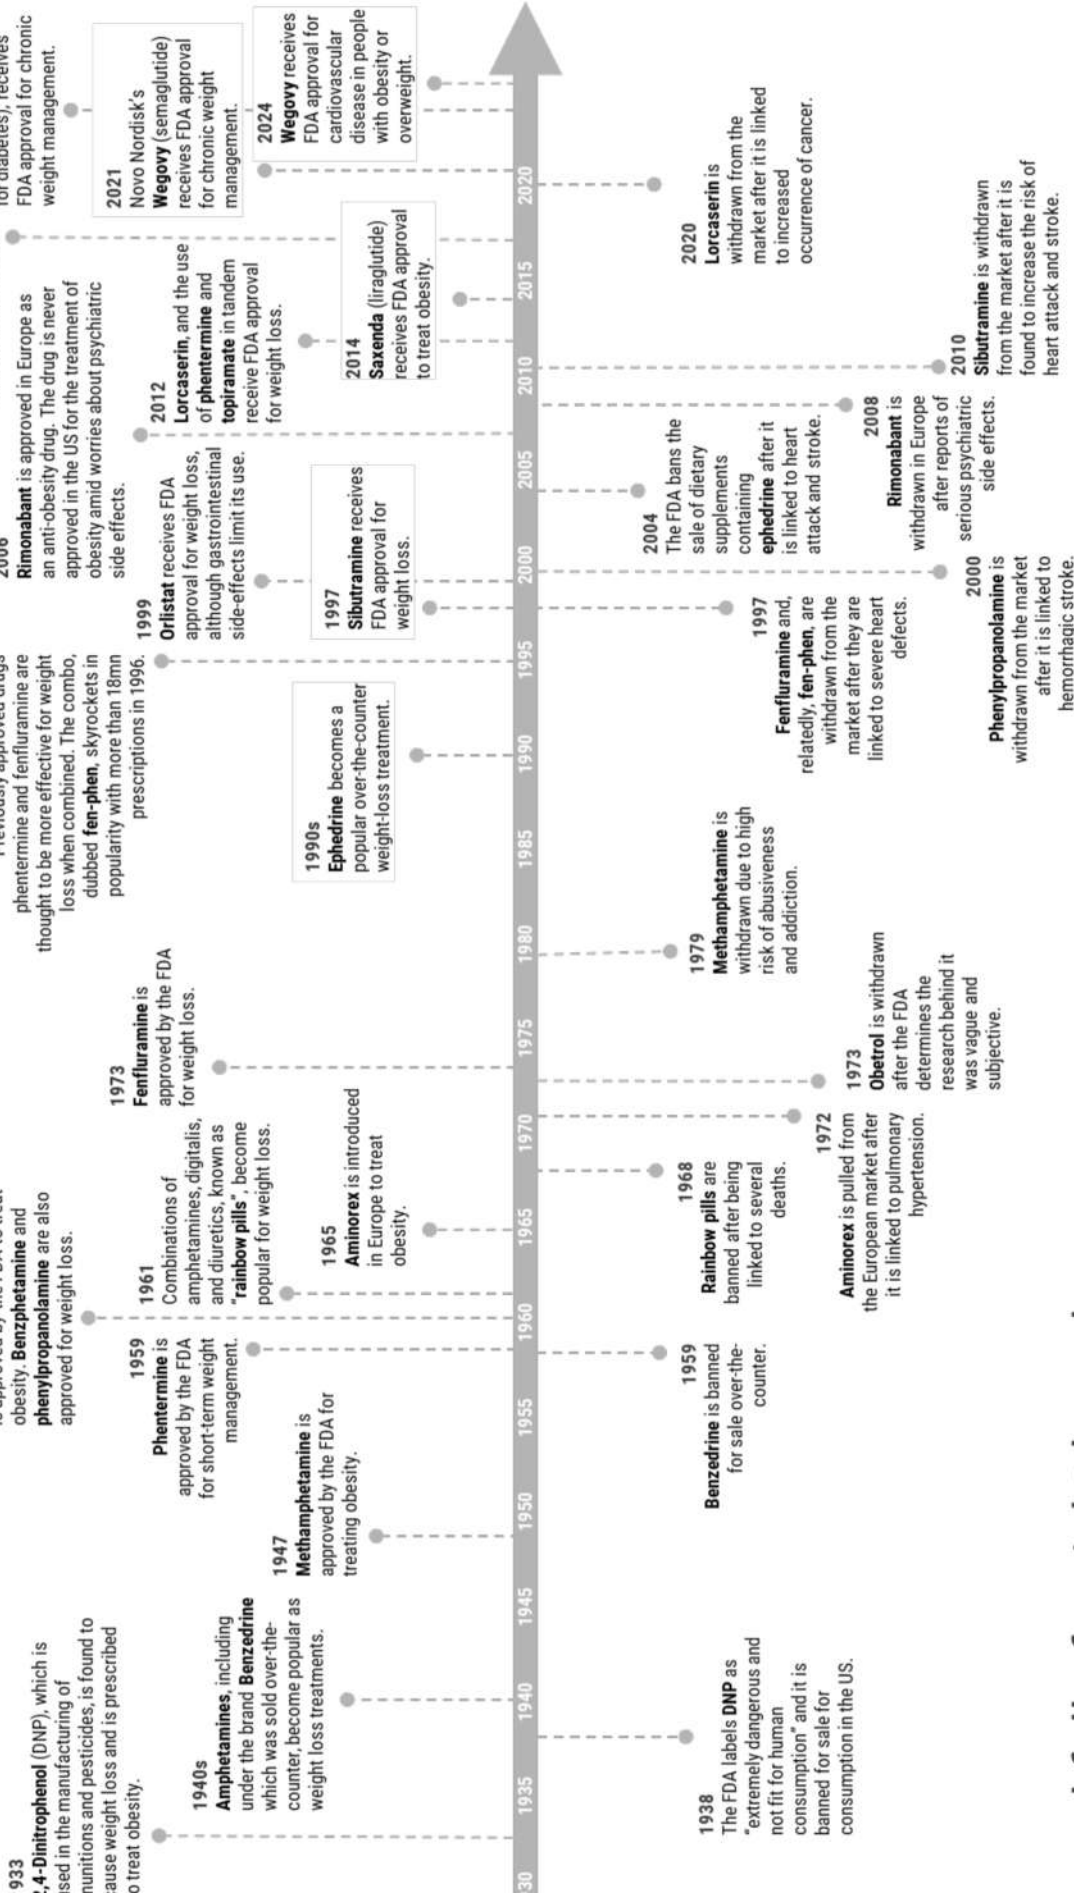 933
2,4-Dinitrophenol (DNP), which is
used in the manufacturing of
munitions and pesticides, is found to
cause weight loss and is prescribed
to treat obesity.
1940s
Amphetamines, including
under the brand Benzedrine
which was sold over-the-
counter, become popular as
weight loss treatments.
1947
Methamphetamine is
approved by the FDA for
treating obesity.
1959
Phentermine is
approved by the FDA
for short-term weight
management.
obesity. Benzphetamine and
phenylpropanolamine are also
approved for weight loss.
1961
Combinations of
amphetamines, digitalis,
and diuretics, known as
"rainbow pills", become
popular for weight loss.
1965
Aminorex is introduced
in Europe to treat
obesity.
1973
Fenfluramine is
approved by the FDA
for weight loss.
Previously approved drugs
phentermine and fenfluramine are
thought to be more effective for weight
loss when combined. The combo,
dubbed fen-phen, skyrockets in
popularity with more than 18mn
prescriptions in 1996.
1990s
Ephedrine becomes a
popular over-the-counter
weight-loss treatment.
1997
Sibutramine receives
FDA approval for
weight loss.
1999
Orlistat receives FDA
approval for weight loss,
although gastrointestinal
side-effects limit its use.
2006
Rimonabant is approved in Europe as
an anti-obesity drug. The drug is never
approved in the US for the treatment of
obesity amid worries about psychiatric
side effects.
2012
Lorcaserin, and the use
of phentermine and
topiramate in tandem
receive FDA approval
for weight loss.
2014
Saxenda (liraglutide)
receives FDA approval
to treat obesity.
for diabetes), receives
FDA approval for chronic
weight management.
2021
Novo Nordisk's
Wegovy (semaglutide)
receives FDA approval
for chronic weight
management.
2024
Wegovy receives
FDA approval for
cardiovascular
disease in people
with obesity or
overweight.
30 1935 1940 1945 1950 1955 1960 1965 1970 1975 1980 1985 1990 1995 2000 2005 2010 2015 2020
1938
The FDA labels DNP as
"extremely dangerous and
not fit for human
consumption" and it is
banned for sale for
consumption in the US.
1959
Benzedrine is banned
for sale over-the-
counter.
1968
Rainbow pills are
banned after being
linked to several
deaths.
1972
Aminorex is pulled from
the European market after
it is linked to pulmonary
hypertension.
1973
Obetrol is withdrawn
after the FDA
determines the
research behind it
was vague and
subjective.
1979
Methamphetamine is
withdrawn due to high
risk of abusiveness
and addiction.
1997
Fenfluramine and,
relatedly, fen-phen, are
withdrawn from the
market after they are
linked to severe heart
defects.
2000
Phenylpropanolamine is
withdrawn from the market
after it is linked to
hemorrhagic stroke.
2004
The FDA bans the
sale of dietary
supplements
containing
ephedrine after it
is linked to heart
attack and stroke.
2008
Rimonabant is
withdrawn in Europe
after reports of
serious psychiatric
side effects.
2010
Sibutramine is withdrawn
from the market after it is
found to increase the risk of
heart attack and stroke.
2020
Lorcaserin is
withdrawn from the
market after it is linked
to increased
occurrence of cancer.